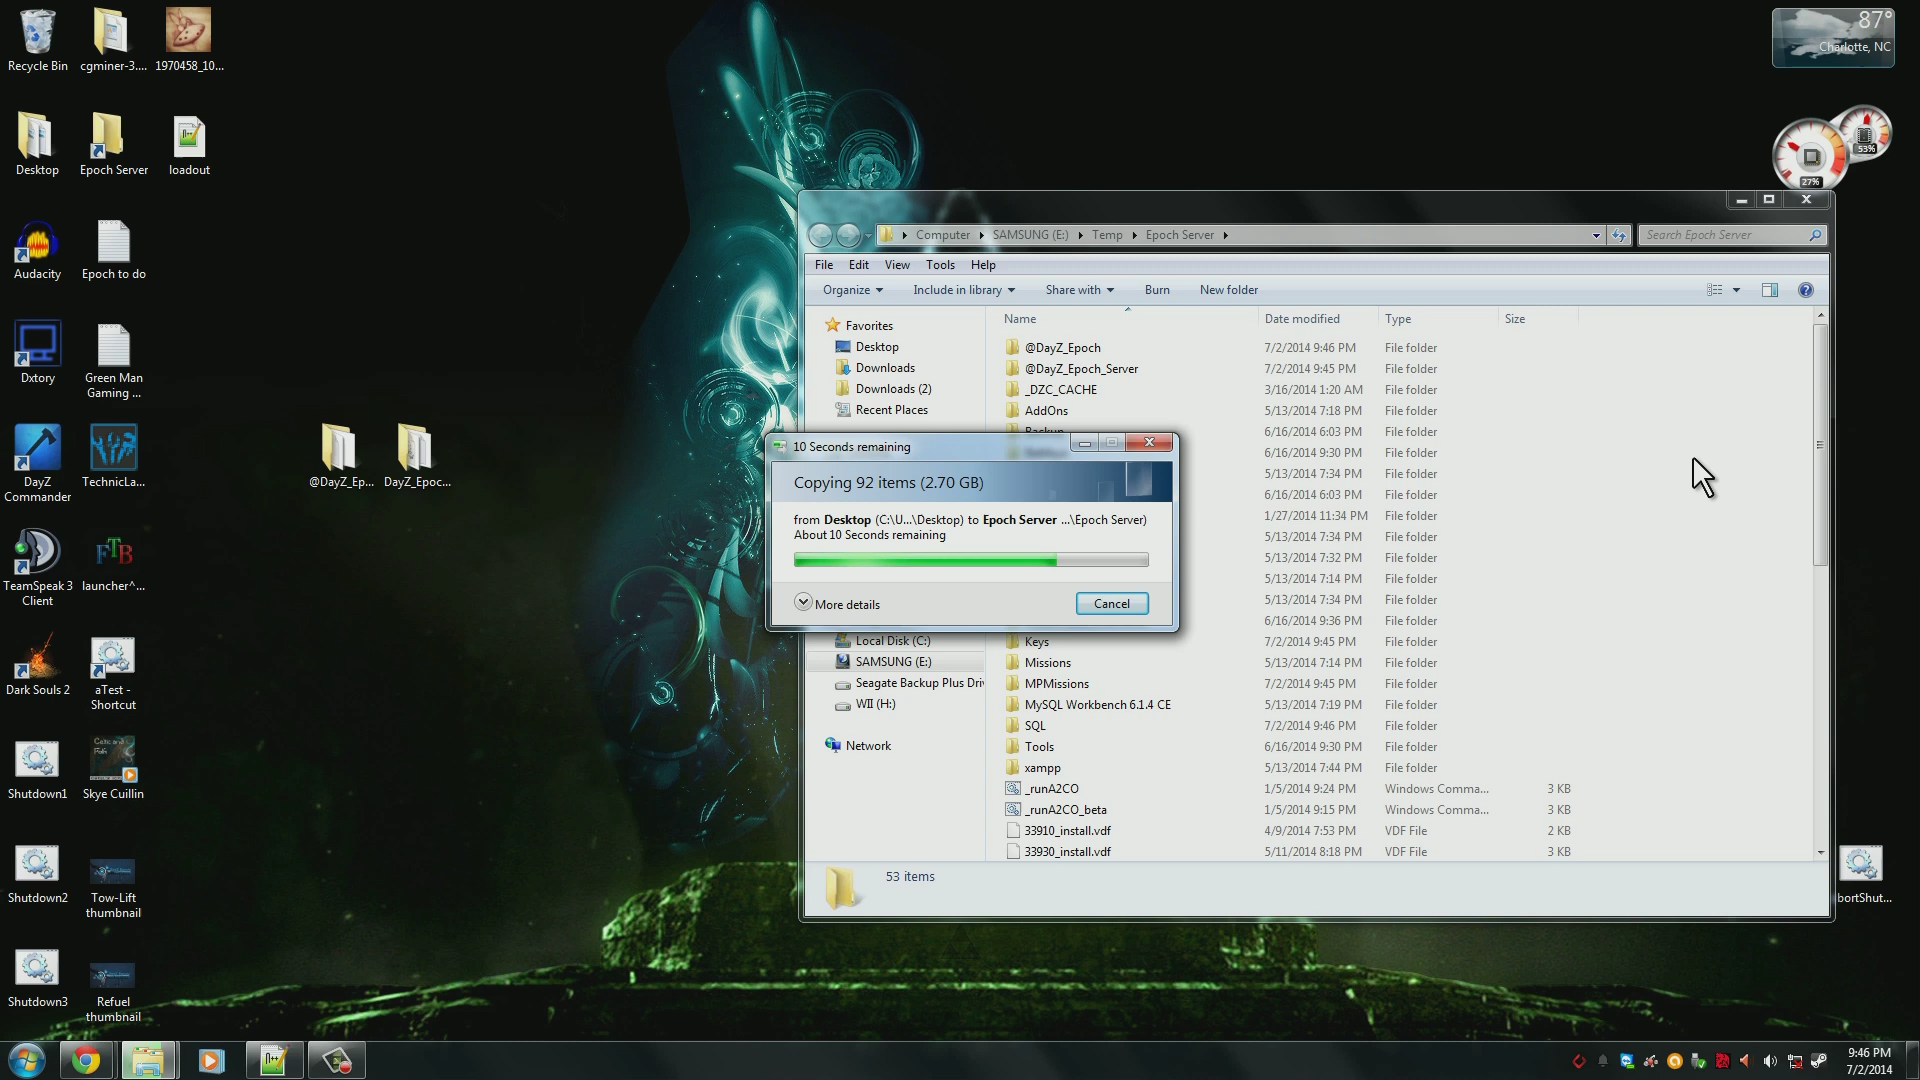 Recycle Bin
cgminer-3....
1970458_10...
Desktop
Epoch Server
loadout
Audacity
Epoch to do
Dxtory
Green Man
Gaming ...
DayZ
Commander
TechnicLa...
@DayZ_Ep...
DayZ_Epoc...
TeamSpeak 3
Client
launcher^...
Dark Souls 2
aTest -
Shortcut
Shutdown1
Skye Cuillin
Shutdown2
Tow-Lift
thumbnail
Shutdown3
Refuel
thumbnail
87°
Charlotte, NC
53%
27%
Computer
SAMSUNG (E:)
Temp
Epoch Server
Search Epoch Server
File Edit View Tools Help
Organize Include in library Share with Burn New folder
Favorites
Desktop
Downloads
Downloads (2)
Recent Places
Local Disk (C:)
SAMSUNG (E:)
Seagate Backup Plus Driv
WII (H:)
Network
Name Date modified Type Size
@DayZ_Epoch 7/2/2014 9:46 PM File folder
@DayZ_Epoch_Server 7/2/2014 9:45 PM File folder
_DZC_CACHE 3/16/2014 1:20 AM File folder
AddOns 5/13/2014 7:18 PM File folder
Backup 6/16/2014 6:03 PM File folder
6/16/2014 9:30 PM File folder
5/13/2014 7:34 PM File folder
6/16/2014 6:03 PM File folder
1/27/2014 11:34 PM File folder
5/13/2014 7:34 PM File folder
5/13/2014 7:32 PM File folder
5/13/2014 7:14 PM File folder
5/13/2014 7:34 PM File folder
6/16/2014 9:36 PM File folder
Keys 7/2/2014 9:45 PM File folder
Missions 5/13/2014 7:14 PM File folder
MPMissions 7/2/2014 9:45 PM File folder
MySQL Workbench 6.1.4 CE 5/13/2014 7:19 PM File folder
SQL 7/2/2014 9:46 PM File folder
Tools 6/16/2014 9:30 PM File folder
xampp 5/13/2014 7:44 PM File folder
_runA2CO 1/5/2014 9:24 PM Windows Comma... 3 KB
_runA2CO_beta 1/5/2014 9:15 PM Windows Comma... 3 KB
33910_install.vdf 4/9/2014 7:53 PM VDF File 2 KB
33930_install.vdf 5/11/2014 8:18 PM VDF File 3 KB
53 items
10 Seconds remaining
Copying 92 items (2.70 GB)
from Desktop (C:\U...\Desktop) to Epoch Server ...\Epoch Server)
About 10 Seconds remaining
More details
Cancel
bortShut...
9:46 PM
7/2/2014